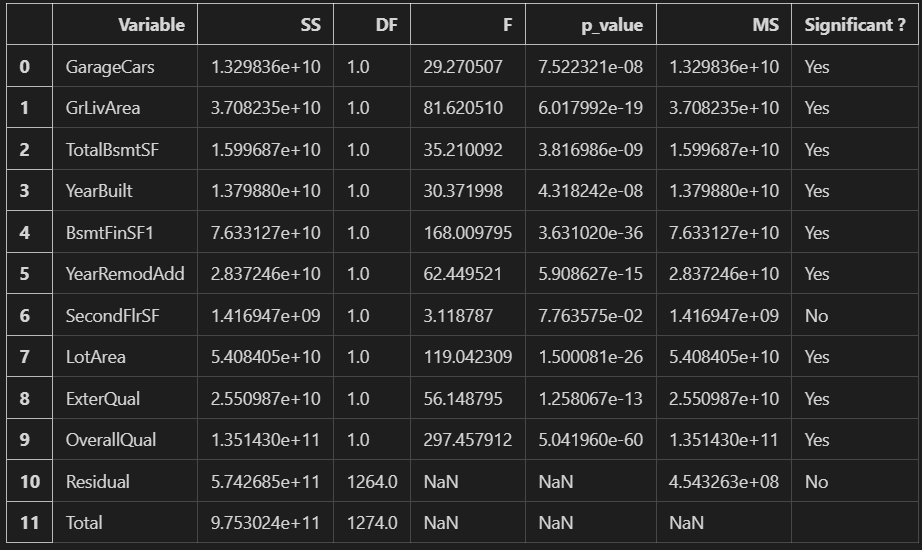 Variable SS DF F p_value MS Significant ?
0 GarageCars 1.329836e+10 1.0 29.270507 7.522321e-08 1.329836e+10 Yes
1 GrLivArea 3.708235e+10 1.0 81.620510 6.017992e-19 3.708235e+10 Yes
2 TotalBsmtSF 1.599687e+10 1.0 35.210092 3.816986e-09 1.599687e+10 Yes
3 YearBuilt 1.379880e+10 1.0 30.371998 4.318242e-08 1.379880e+10 Yes
4 BsmtFinSF1 7.633127e+10 1.0 168.009795 3.631020e-36 7.633127e+10 Yes
5 YearRemodAdd 2.837246e+10 1.0 62.449521 5.908627e-15 2.837246e+10 Yes
6 SecondFlrSF 1.416947e+09 1.0 3.118787 7.763575e-02 1.416947e+09 No
7 LotArea 5.408405e+10 1.0 119.042309 1.500081e-26 5.408405e+10 Yes
8 ExterQual 2.550987e+10 1.0 56.148795 1.258067e-13 2.550987e+10 Yes
9 OverallQual 1.351430e+11 1.0 297.457912 5.041960e-60 1.351430e+11 Yes
10 Residual 5.742685e+11 1264.0 NaN NaN 4.543263e+08 No
11 Total 9.753024e+11 1274.0 NaN NaN NaN